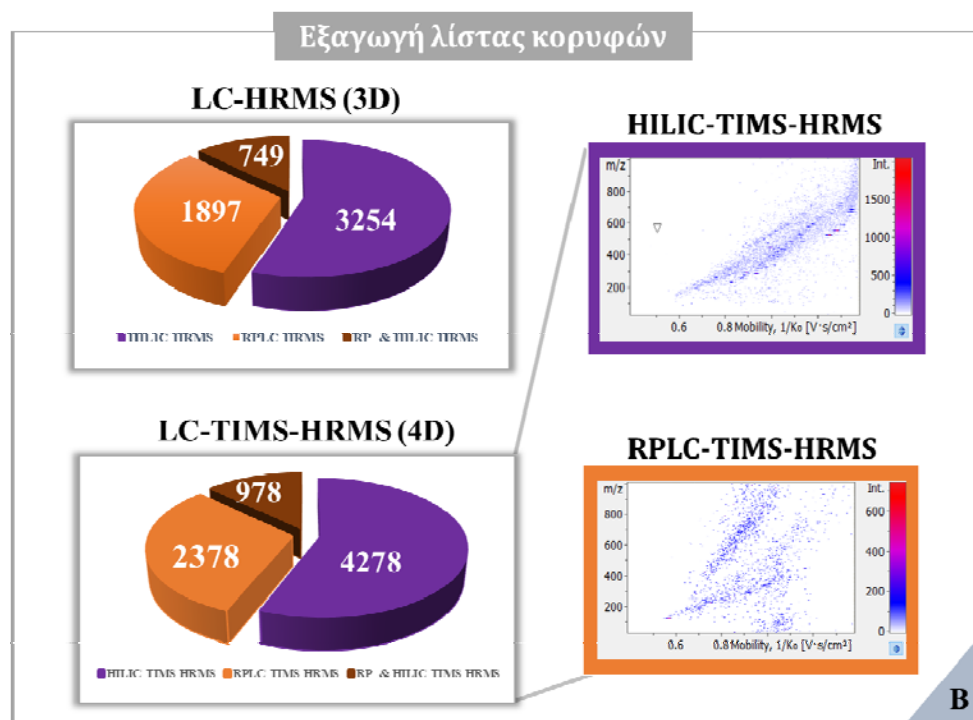 Εξαγωγή λίστας κορυφών
LC-HRMS (3D)
749
1897
3254
HILIC HRMS RPLC HRMS RP & HILIC HRMS
HILIC-TIMS-HRMS
m/z
Int.
800
600
400
200
1500
1000
500
0
0.6 0.8 Mobility, 1/K₀ [V·s/cm²]
LC-TIMS-HRMS (4D)
978
2378
4278
HILIC TIMS HRMS RPLC TIMS HRMS RP & HILIC TIMS HRMS
RPLC-TIMS-HRMS
m/z
Int.
800
600
400
200
600
400
200
0
0.6 0.8 Mobility, 1/K₀ [V·s/cm²]
B